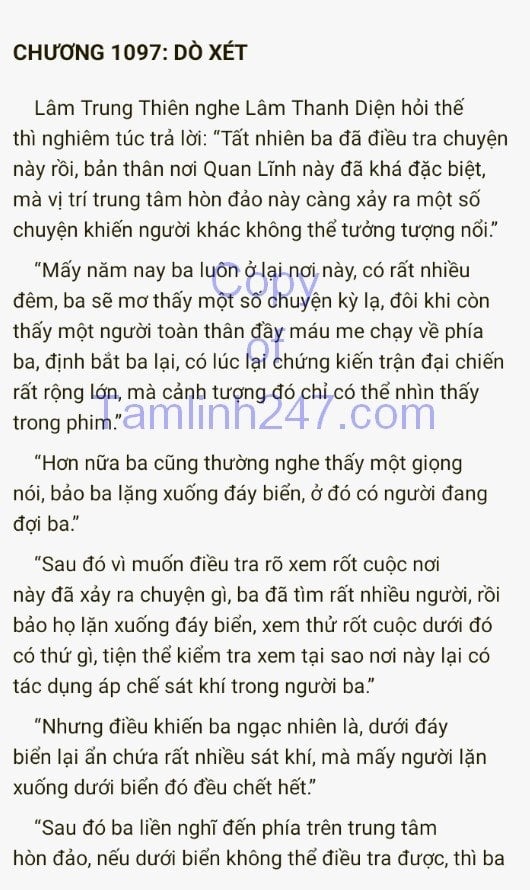 CHƯƠNG 1097: DÒ XÉT
Lâm Trung Thiên nghe Lâm Thanh Diện hỏi thế
thì nghiêm túc trả lời: “Tất nhiên ba đã điều tra chuyện
này rồi, bản thân nơi Quan Lĩnh này đã khá đặc biệt,
mà vị trí trung tâm hòn đảo này càng xảy ra một số
chuyện khiến người khác không thể tưởng tượng nổi.”
“Mấy năm nay ba luôn ở lại nơi này, có rất nhiều
đêm, ba sẽ mơ thấy một số chuyện kỳ lạ, đôi khi còn
thấy một người toàn thân đầy máu me chạy về phía
ba, định bắt ba lại, có lúc lại chứng kiến trận đại chiến
rất rộng lớn, mà cảnh tượng đó chỉ có thể nhìn thấy
trong phim.”
“Hơn nữa ba cũng thường nghe thấy một giọng
nói, bảo ba lặng xuống đáy biển, ở đó có người đang
đợi ba.”
“Sau đó vì muốn điều tra rõ xem rốt cuộc nơi
này đã xảy ra chuyện gì, ba đã tìm rất nhiều người, rồi
bảo họ lặn xuống đáy biển, xem thử rốt cuộc dưới đó
có thứ gì, tiện thể kiểm tra xem tại sao nơi này lại có
tác dụng áp chế sát khí trong người ba.”
“Nhưng điều khiến ba ngạc nhiên là, dưới đáy
biển lại ẩn chứa rất nhiều sát khí, mà mấy người lặn
xuống dưới biển đó đều chết hết.”
“Sau đó ba liền nghĩ đến phía trên trung tâm
hòn đảo, nếu dưới biển không thể điều tra được, thì ba
Copy
of
Tamlinh247.com